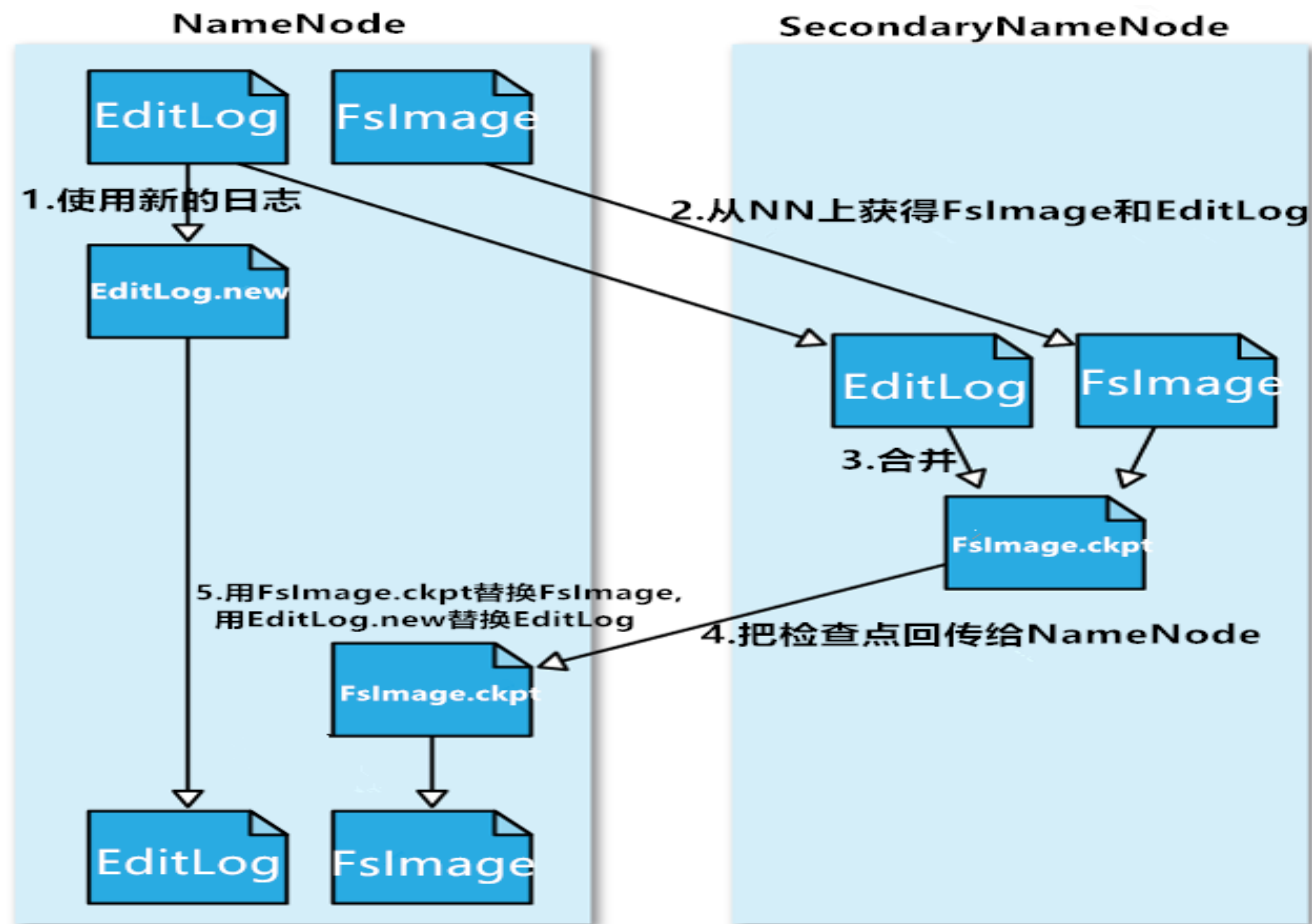 NameNode
SecondaryNameNode
EditLog
FsImage
1.使用新的日志
2.从NN上获得FsImage和EditLog
EditLog.new
EditLog
FsImage
3.合并
FsImage.ckpt
5.用FsImage.ckpt替换FsImage,
用EditLog.new替换EditLog
4.把检查点回传给NameNode
FsImage.ckpt
EditLog
FsImage